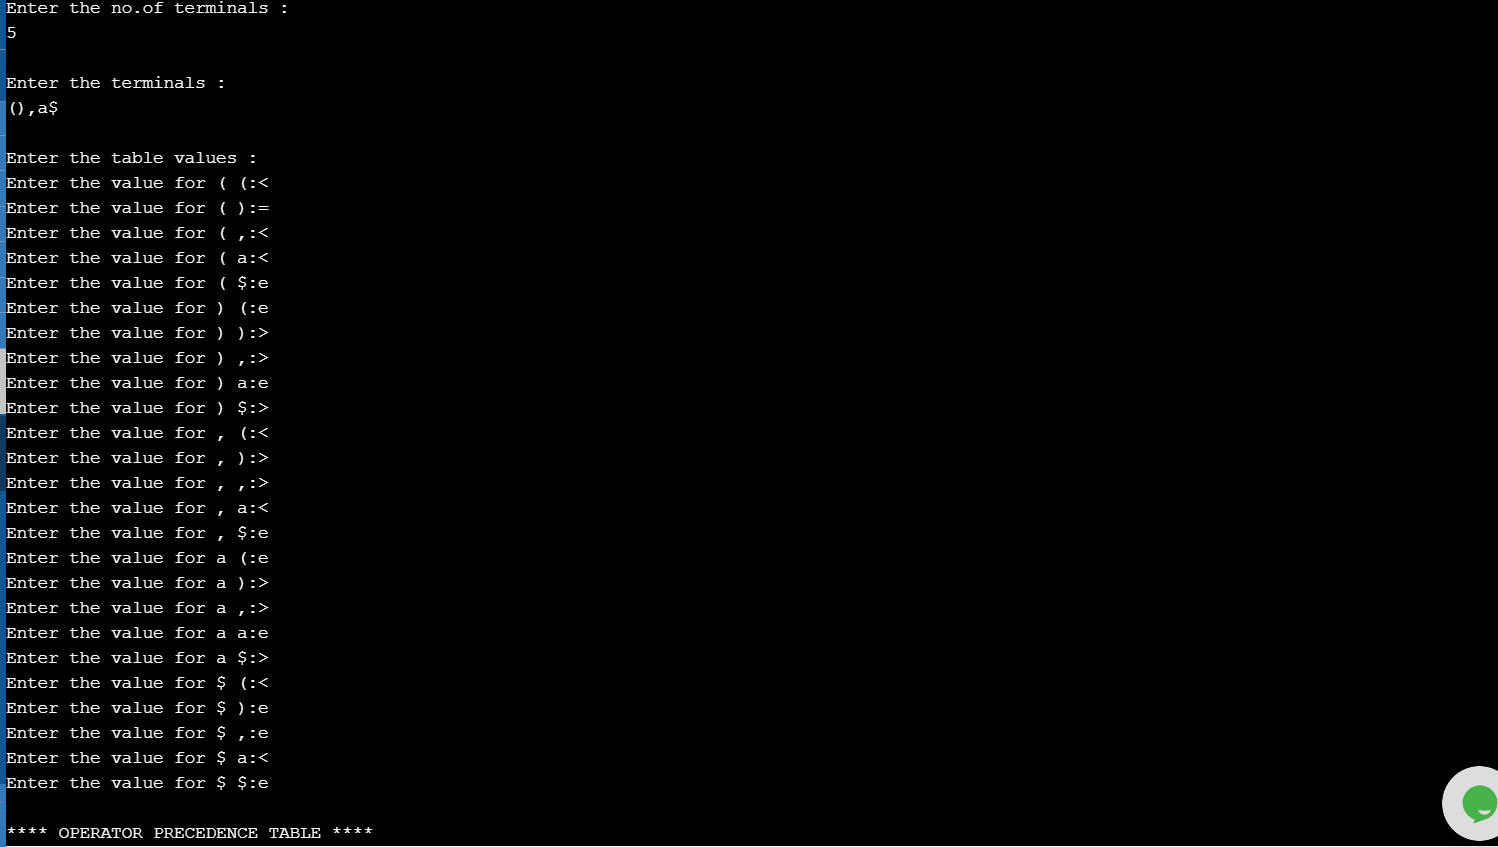 Enter the no.of terminals :
5
Enter the terminals :
(),a$
Enter the table values :
Enter the value for ( (:<
Enter the value for ( ):=
Enter the value for ( ,:<
Enter the value for ( a:<
Enter the value for ( $:e
Enter the value for ) (:e
Enter the value for ) ):>
Enter the value for ) ,:>
Enter the value for ) a:e
Enter the value for ) $:>
Enter the value for , (:<
Enter the value for , ):>
Enter the value for , ,:>
Enter the value for , a:<
Enter the value for , $:e
Enter the value for a (:e
Enter the value for a ):>
Enter the value for a ,:>
Enter the value for a a:e
Enter the value for a $:>
Enter the value for $ (:<
Enter the value for $ ):e
Enter the value for $ ,:e
Enter the value for $ a:<
Enter the value for $ $:e
**** OPERATOR PRECEDENCE TABLE ****